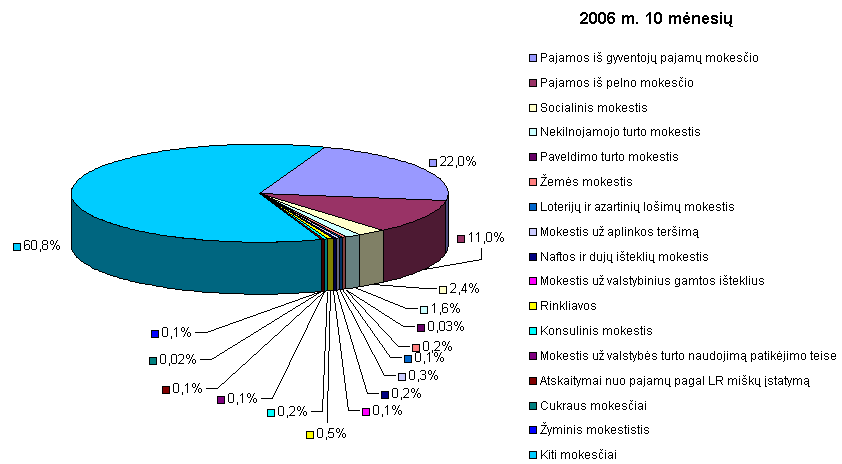 2006 m. 10 mėnesių
Pajamos iš gyventojų pajamų mokesčio
Pajamos iš pelno mokesčio
Socialinis mokestis
Nekilnojamojo turto mokestis
Paveldimo turto mokestis
Žemės mokestis
Loterijų ir azartinių lošimų mokestis
Mokestis už aplinkos teršimą
Naftos ir dujų išteklių mokestis
Mokestis už valstybinius gamtos išteklius
Rinkliavos
Konsulinis mokestis
Mokestis už valstybės turto naudojimą patikėjimo teise
Atskaitymai nuo pajamų pagal LR miškų įstatymą
Cukraus mokesčiai
Žyminis mokestistis
Kiti mokesčiai
22,0%
11,0%
2,4%
1,6%
0,03%
0,2%
0,1%
0,3%
0,2%
0,1%
0,5%
0,2%
0,1%
0,1%
0,02%
0,1%
60,8%